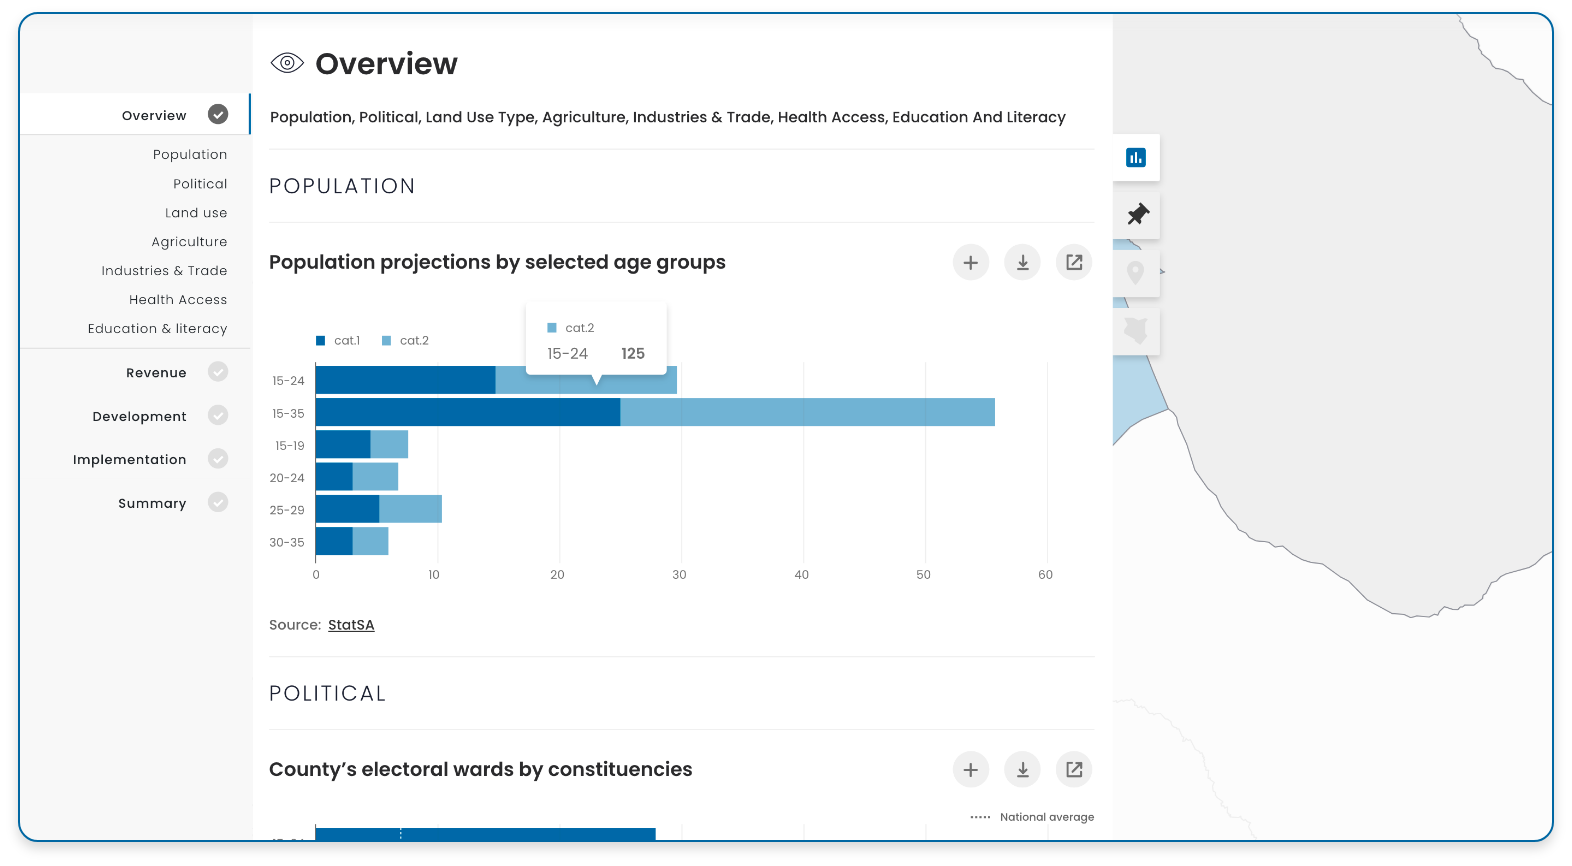 Overview
Population
Political
Land use
Agriculture
Industries & Trade
Health Access
Education & literacy
Revenue
Development
Implementation
Summary
Overview
Population, Political, Land Use Type, Agriculture, Industries & Trade, Health Access, Education And Literacy
POPULATION
Population projections by selected age groups
cat.1 cat.2
cat.2
15-24 125
15-24
15-35
15-19
20-24
25-29
30-35
0 10 20 30 40 50 60
Source: StatSA
POLITICAL
County’s electoral wards by constituencies
National average